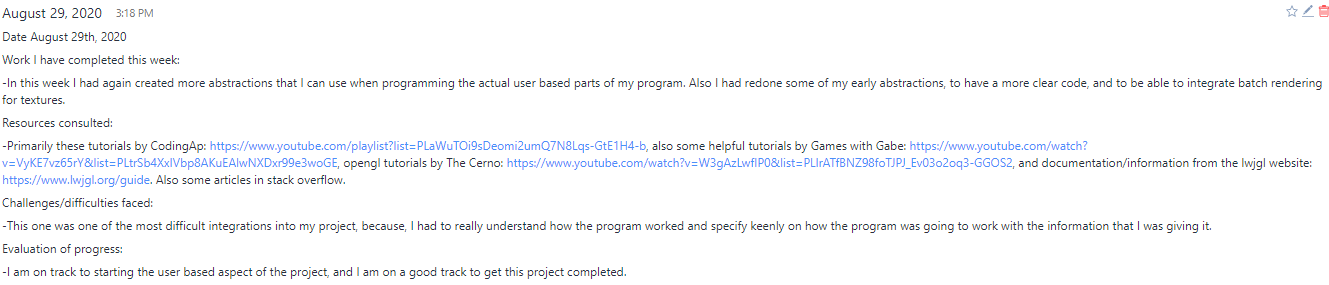 August 29, 2020 3:18 PM
Date August 29th, 2020
Work I have completed this week:
-In this week I had again created more abstractions that I can use when programming the actual user based parts of my program. Also I had redone some of my early abstractions, to have a more clear code, and to be able to integrate batch rendering
for textures.
Resources consulted:
-Primarily these tutorials by CodingAp: https://www.youtube.com/playlist?list=PLaWuTOi9sDeomi2umQ7N8Lqs-GtE1H4-b, also some helpful tutorials by Games with Gabe: https://www.youtube.com/watch?
v=VyKE7vz65rY&list=PLtrSb4XxIVbp8AKuEAlwNXDxr99e3woGE, opengl tutorials by The Cerno: https://www.youtube.com/watch?v=W3gAzLwfIP0&list=PLlrATfBNZ98foTJPJ_Ev03o2oq3-GGOS2, and documentation/information from the lwjgl website:
https://www.lwjgl.org/guide. Also some articles in stack overflow.
Challenges/difficulties faced:
-This one was one of the most difficult integrations into my project, because, I had to really understand how the program worked and specify keenly on how the program was going to work with the information that I was giving it.
Evaluation of progress:
-I am on track to starting the user based aspect of the project, and I am on a good track to get this project completed.